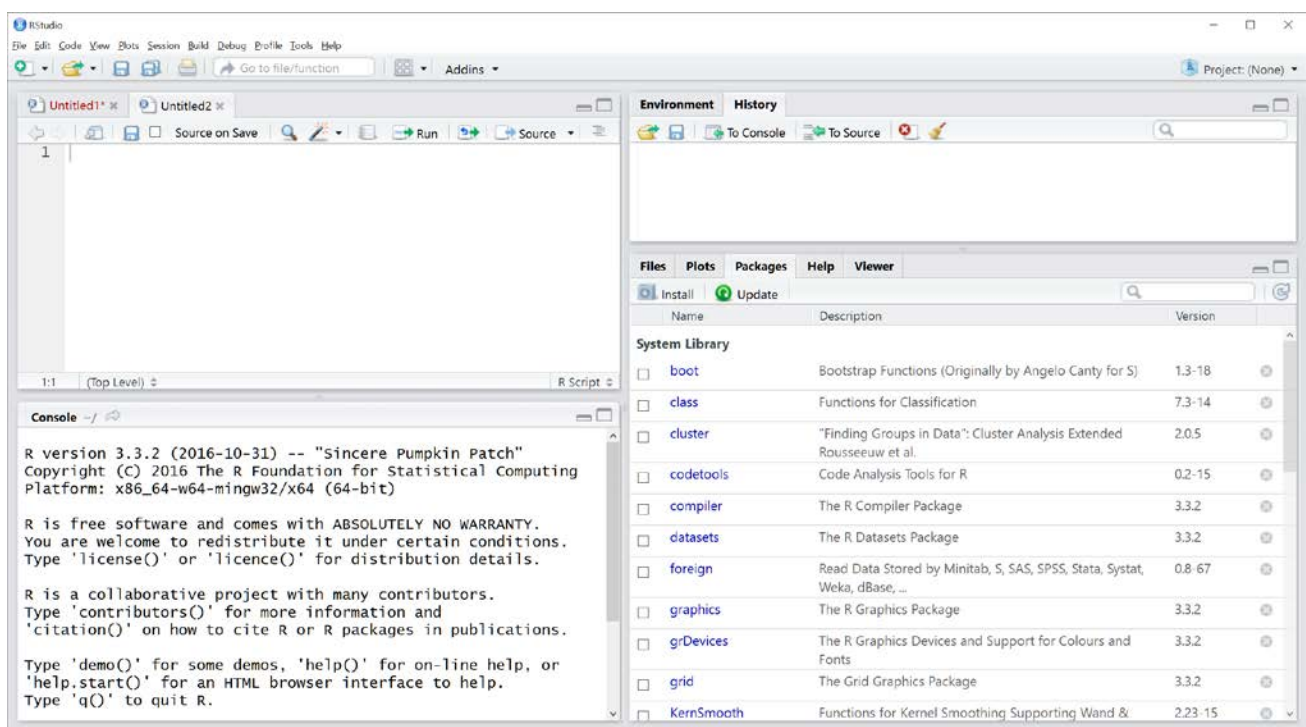 RStudio
File Edit Code View Plots Session Build Debug Profile Tools Help
Go to file/function Addins Project: (None)
Untitled1* Untitled2
Source on Save Run Source
1
1:1 (Top Level) R Script
Console ~/
R version 3.3.2 (2016-10-31) -- "Sincere Pumpkin Patch"
Copyright (C) 2016 The R Foundation for Statistical Computing
Platform: x86_64-w64-mingw32/x64 (64-bit)
R is free software and comes with ABSOLUTELY NO WARRANTY.
You are welcome to redistribute it under certain conditions.
Type 'license()' or 'licence()' for distribution details.
R is a collaborative project with many contributors.
Type 'contributors()' for more information and
'citation()' on how to cite R or R packages in publications.
Type 'demo()' for some demos, 'help()' for on-line help, or
'help.start()' for an HTML browser interface to help.
Type 'q()' to quit R.
Environment History
To Console To Source
Files Plots Packages Help Viewer
Install Update
Name Description Version
System Library
boot Bootstrap Functions (Originally by Angelo Canty for S) 1.3-18
class Functions for Classification 7.3-14
cluster "Finding Groups in Data": Cluster Analysis Extended 2.0.5
Rousseeuw et al.
codetools Code Analysis Tools for R 0.2-15
compiler The R Compiler Package 3.3.2
datasets The R Datasets Package 3.3.2
foreign Read Data Stored by Minitab, S, SAS, SPSS, Stata, Systat, 0.8-67
Weka, dBase, ...
graphics The R Graphics Package 3.3.2
grDevices The R Graphics Devices and Support for Colours and 3.3.2
Fonts
grid The Grid Graphics Package 3.3.2
KernSmooth Functions for Kernel Smoothing Supporting Wand & 2.23-15